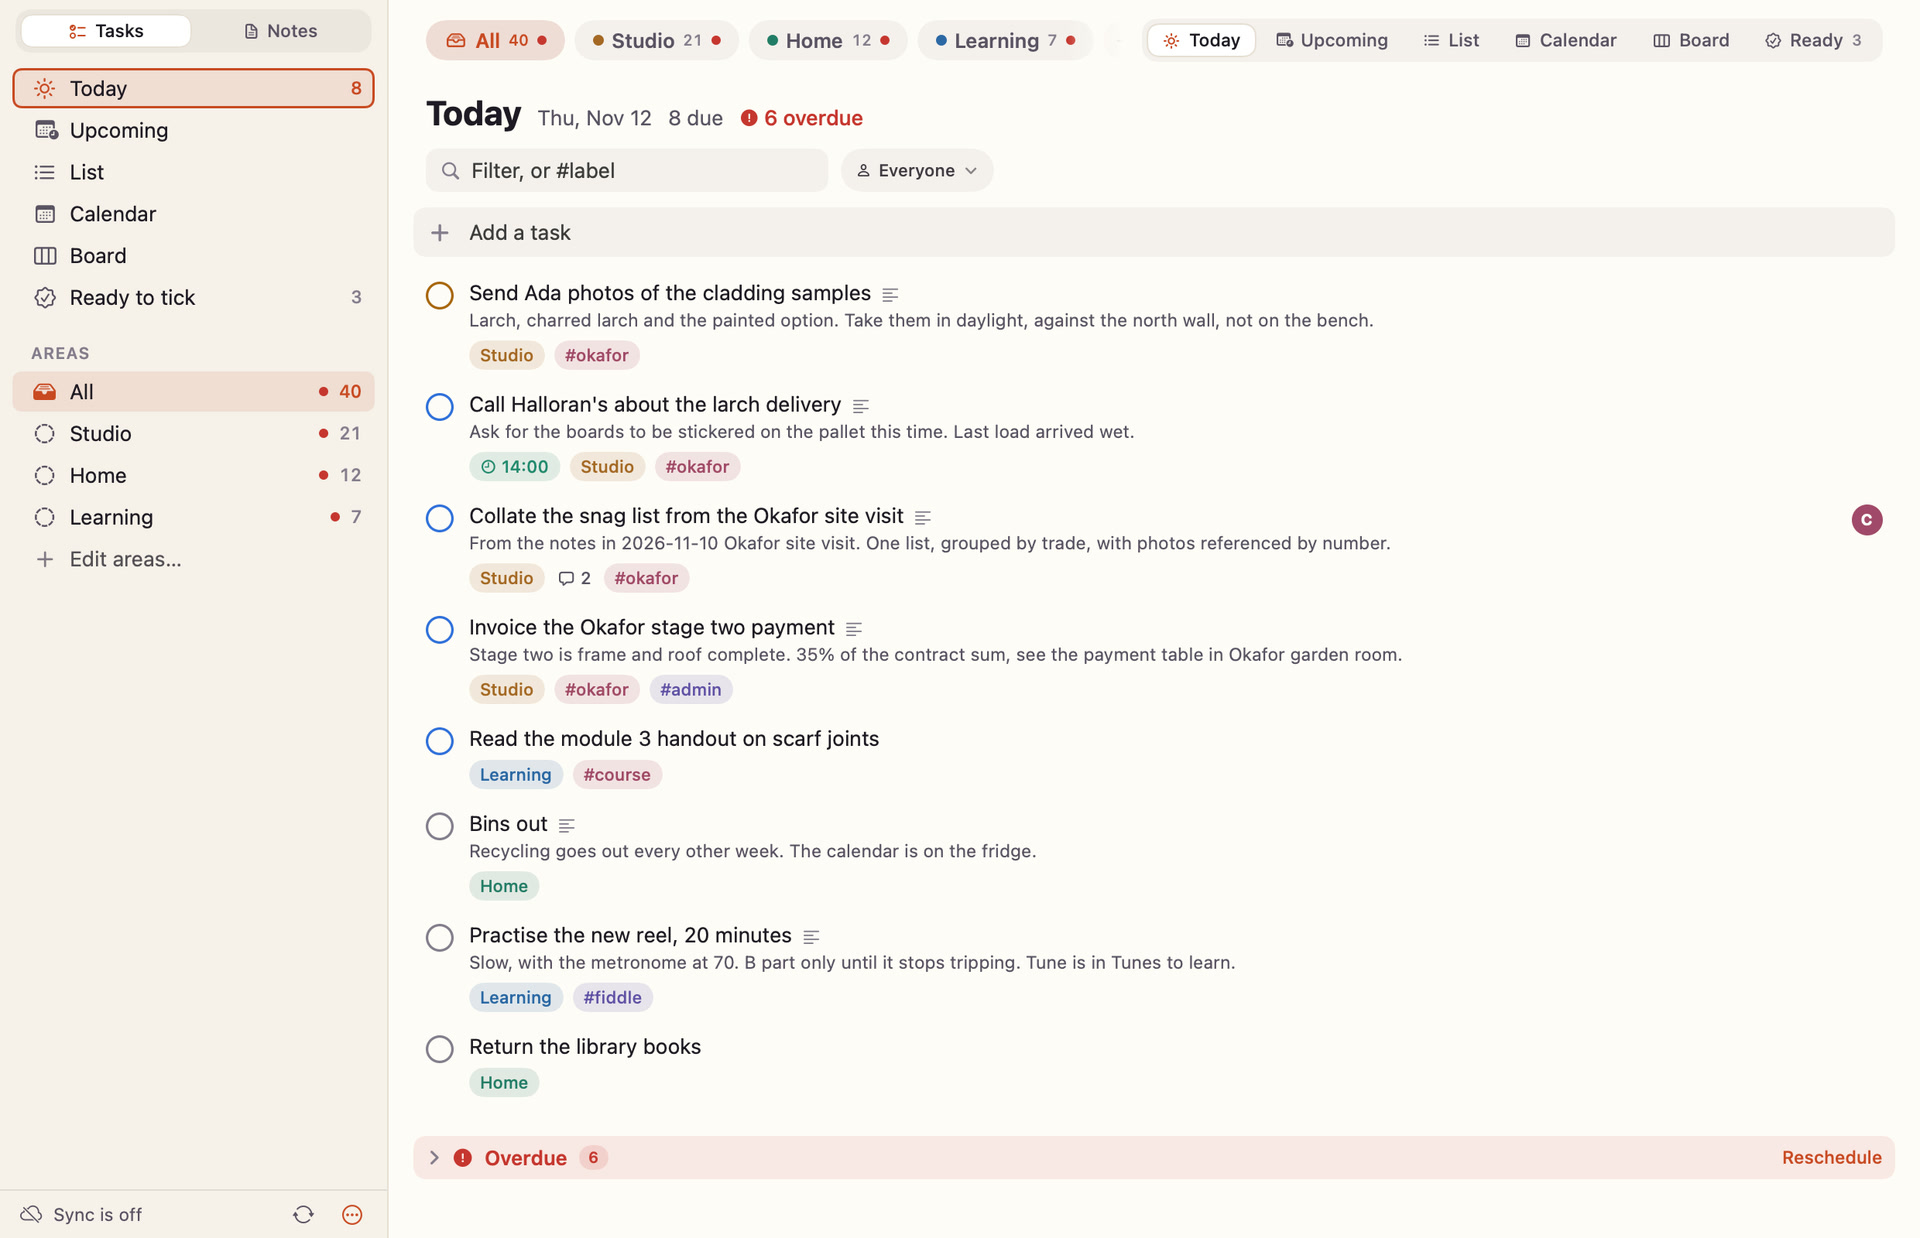 Tasks
Notes
Today 8
Upcoming
List
Calendar
Board
Ready to tick 3
AREAS
All 40
Studio 21
Home 12
Learning 7
Edit areas...
Sync is off
All 40 Studio 21 Home 12 Learning 7
Today Upcoming List Calendar Board Ready 3
Today Thu, Nov 12 8 due 6 overdue
Filter, or #label
Everyone
Add a task
Send Ada photos of the cladding samples
Larch, charred larch and the painted option. Take them in daylight, against the north wall, not on the bench.
Studio #okafor
Call Halloran's about the larch delivery
Ask for the boards to be stickered on the pallet this time. Last load arrived wet.
14:00 Studio #okafor
Collate the snag list from the Okafor site visit
C
From the notes in 2026-11-10 Okafor site visit. One list, grouped by trade, with photos referenced by number.
Studio 2 #okafor
Invoice the Okafor stage two payment
Stage two is frame and roof complete. 35% of the contract sum, see the payment table in Okafor garden room.
Studio #okafor #admin
Read the module 3 handout on scarf joints
Learning #course
Bins out
Recycling goes out every other week. The calendar is on the fridge.
Home
Practise the new reel, 20 minutes
Slow, with the metronome at 70. B part only until it stops tripping. Tune is in Tunes to learn.
Learning #fiddle
Return the library books
Home
Overdue 6
Reschedule